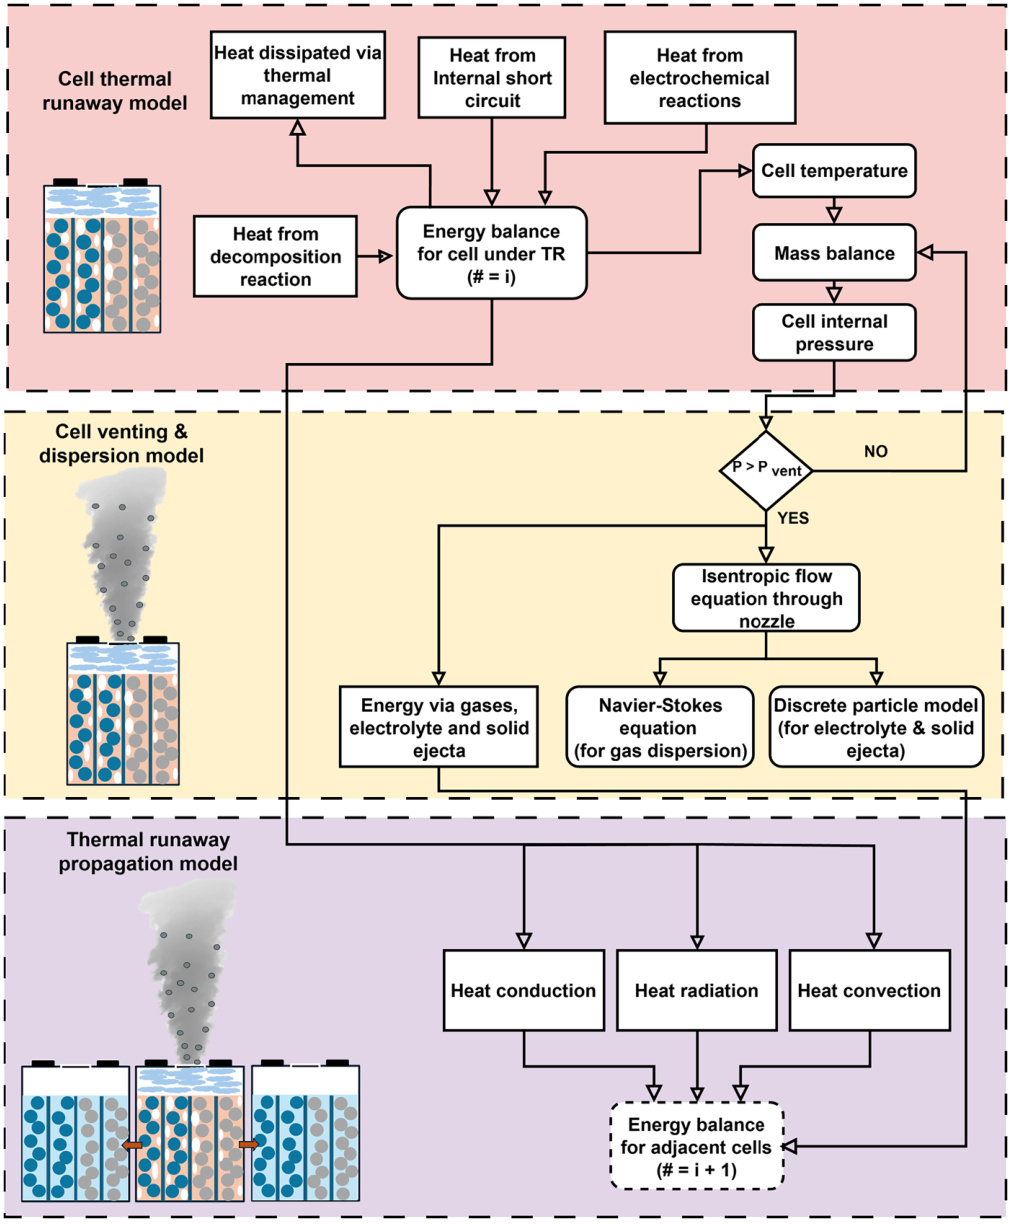 Cell thermal
runaway model
Heat dissipated via
thermal
management
Heat from
Internal short
circuit
Heat from
electrochemical
reactions
Cell temperature
Heat from
decomposition
reaction
Energy balance
for cell under TR
(# = i)
Mass balance
Cell internal
pressure
Cell venting &
dispersion model
P > P vent
NO
YES
Isentropic flow
equation through
nozzle
Energy via gases,
electrolyte and solid
ejecta
Navier-Stokes
equation
(for gas dispersion)
Discrete particle model
(for electrolyte & solid
ejecta)
Thermal runaway
propagation model
Heat conduction
Heat radiation
Heat convection
Energy balance
for adjacent cells
(# = i + 1)